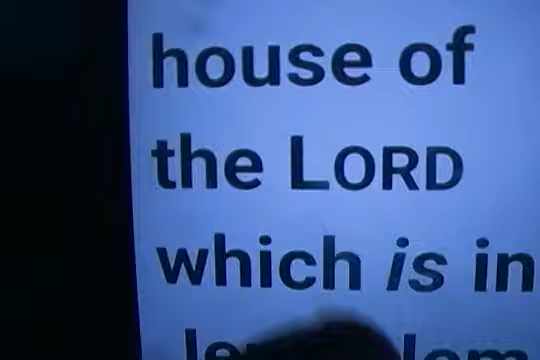 house of
the LORD
which is in